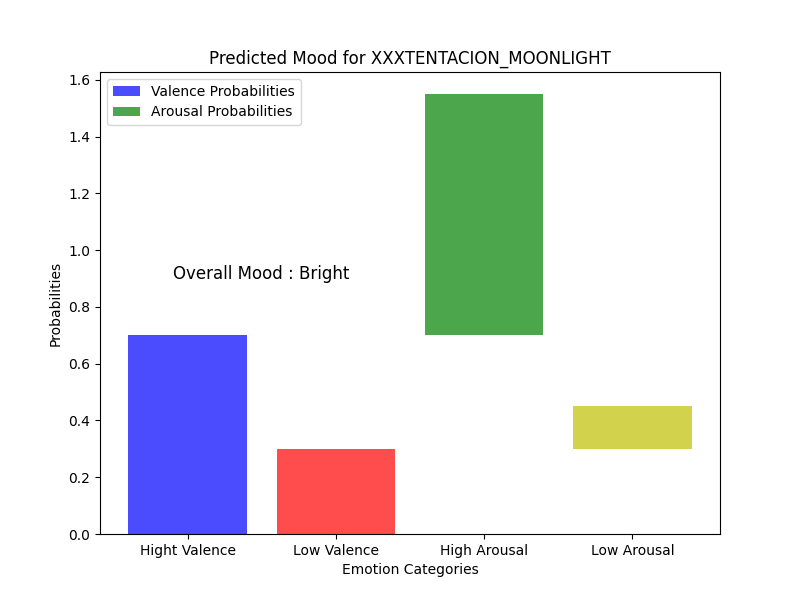 Predicted Mood for XXXTENTACION_MOONLIGHT
Valence Probabilities
Arousal Probabilities
Overall Mood : Bright
Probabilities
1.6
1.4
1.2
1.0
0.8
0.6
0.4
0.2
0.0
Hight Valence
Low Valence
High Arousal
Low Arousal
Emotion Categories